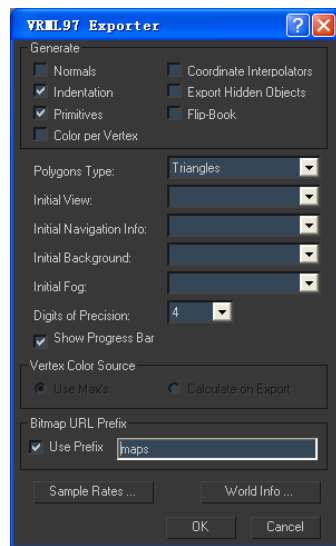 VRML97 Exporter
Generate
Normals
Coordinate Interpolators
Indentation
Export Hidden Objects
Primitives
Flip-Book
Color per Vertex
Polygons Type:
Triangles
Initial View:
Initial Navigation Info:
Initial Background:
Initial Fog:
Digits of Precision:
4
Show Progress Bar
Vertex Color Source
Use Max's
Calculate on Export
Bitmap URL Prefix
Use Prefix
maps
Sample Rates ...
World Info ...
OK
Cancel